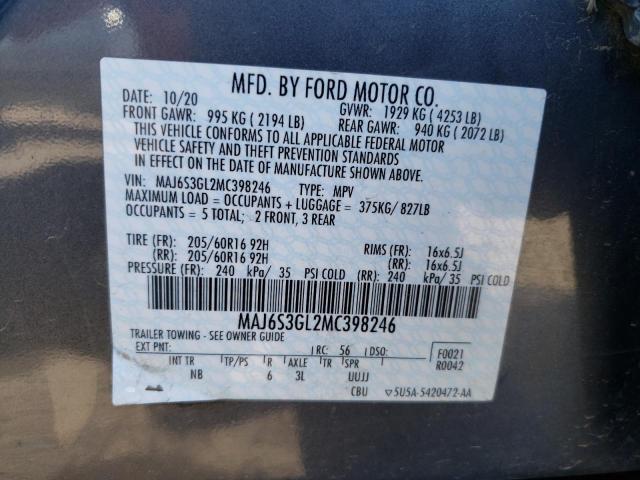 MFD. BY FORD MOTOR CO.
DATE: 10/20 GVWR: 1929 KG (4253 LB)
FRONT GAWR: 995 KG (2194 LB) REAR GAWR: 940 KG (2072 LB)
THIS VEHICLE CONFORMS TO ALL APPLICABLE FEDERAL MOTOR
VEHICLE SAFETY AND THEFT PREVENTION STANDARDS
IN EFFECT ON THE DATE OF MANUFACTURE SHOWN ABOVE.
VIN: MAJ6S3GL2MC398246 TYPE: MPV
MAXIMUM LOAD = OCCUPANTS + LUGGAGE = 375KG/827LB
OCCUPANTS = 5 TOTAL; 2 FRONT, 3 REAR
TIRE (FR): 205/60R16 92H RIMS (FR): 16x6.5J
(RR): 205/60R16 92H (RR): 16x6.5J
PRESSURE (FR): 240 kPa/ 35 PSI COLD (RR): 240 kPa/ 35 PSI COLD
MAJ6S3GL2MC398246
TRAILER TOWING - SEE OWNER GUIDE
EXT PNT: RC: 56 DSO: F0021
R0042
INT TR TP/PS R AXLE TR SPR
NB 6 3L UUJJ
CBU ▽5U5A-5420472-AA